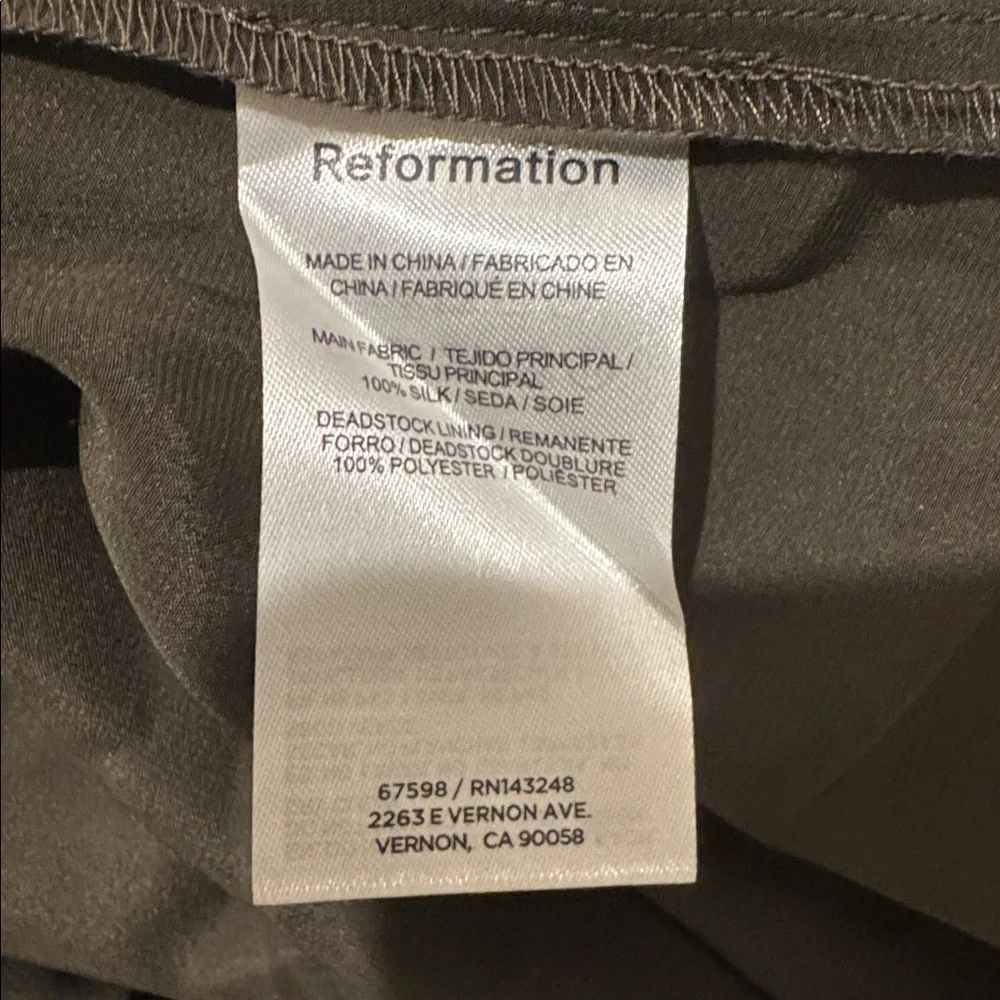 Reformation
MADE IN CHINA / FABRICADO EN
CHINA / FABRIQUÉ EN CHINE
MAIN FABRIC / TEJIDO PRINCIPAL /
TISSU PRINCIPAL
100% SILK / SEDA / SOIE
DEADSTOCK LINING / REMANENTE
FORRO / DEADSTOCK DOUBLURE
100% POLYESTER / POLIÉSTER
67598 / RN143248
2263 E VERNON AVE.
VERNON, CA 90058